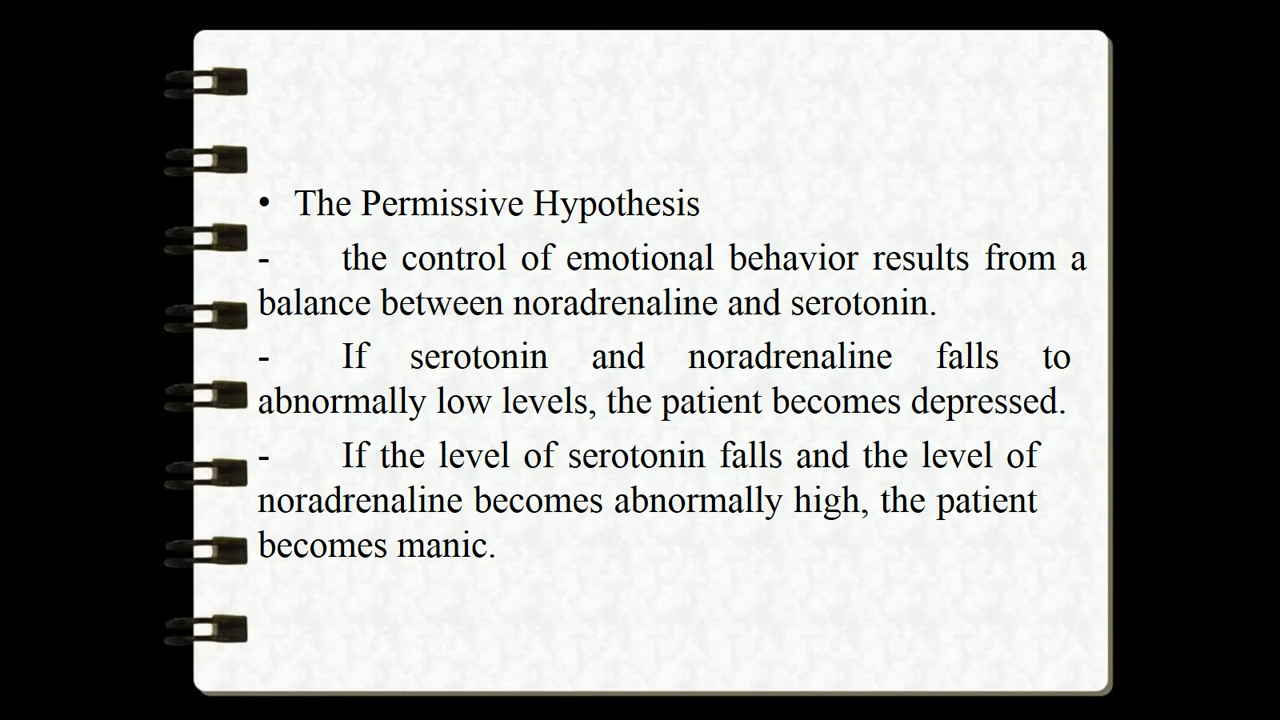 • The Permissive Hypothesis
- the control of emotional behavior results from a
balance between noradrenaline and serotonin.
- If serotonin and noradrenaline falls to
abnormally low levels, the patient becomes depressed.
- If the level of serotonin falls and the level of
noradrenaline becomes abnormally high, the patient
becomes manic.